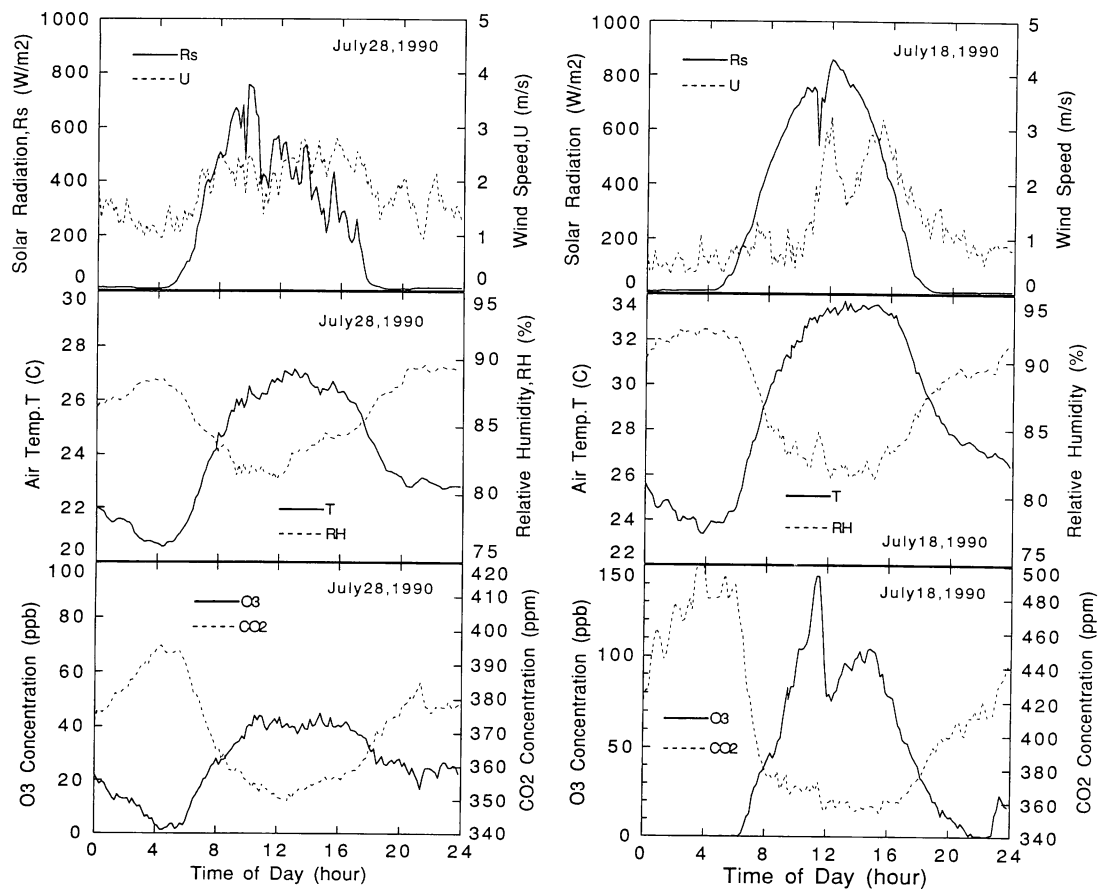 1000
800
600
400
200
0
Solar Radiation,Rs (W/m2)
Rs
U
July28,1990
5
4
3
2
1
0
Wind Speed,U (m/s)
30
28
26
24
22
20
Air Temp.T (C)
July28,1990
T
RH
95
90
85
80
75
Relative Humidity,RH (%)
100
80
60
40
20
0
O3 Concentration (ppb)
July28,1990
O3
CO2
420
410
400
390
380
370
360
350
340
CO2 Concentration (ppm)
0 4 8 12 16 20 24
Time of Day (hour)
1000
800
600
400
200
0
Solar Radiation (W/m2)
July18,1990
Rs
U
5
4
3
2
1
0
Wind Speed (m/s)
34
32
30
28
26
24
22
Air Temp.T (C)
T
RH
July18,1990
95
90
85
80
75
Relative Humidity (%)
150
100
50
0
O3 Concentration (ppb)
July18,1990
O3
CO2
500
480
460
440
420
400
380
360
340
CO2 Concentration (ppm)
0 4 8 12 16 20 24
Time of Day (hour)